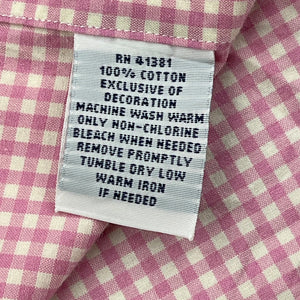 RN 41381
100% COTTON
EXCLUSIVE OF
DECORATION
MACHINE WASH WARM
ONLY NON-CHLORINE
BLEACH WHEN NEEDED
REMOVE PROMPTLY
TUMBLE DRY LOW
WARM IRON
IF NEEDED